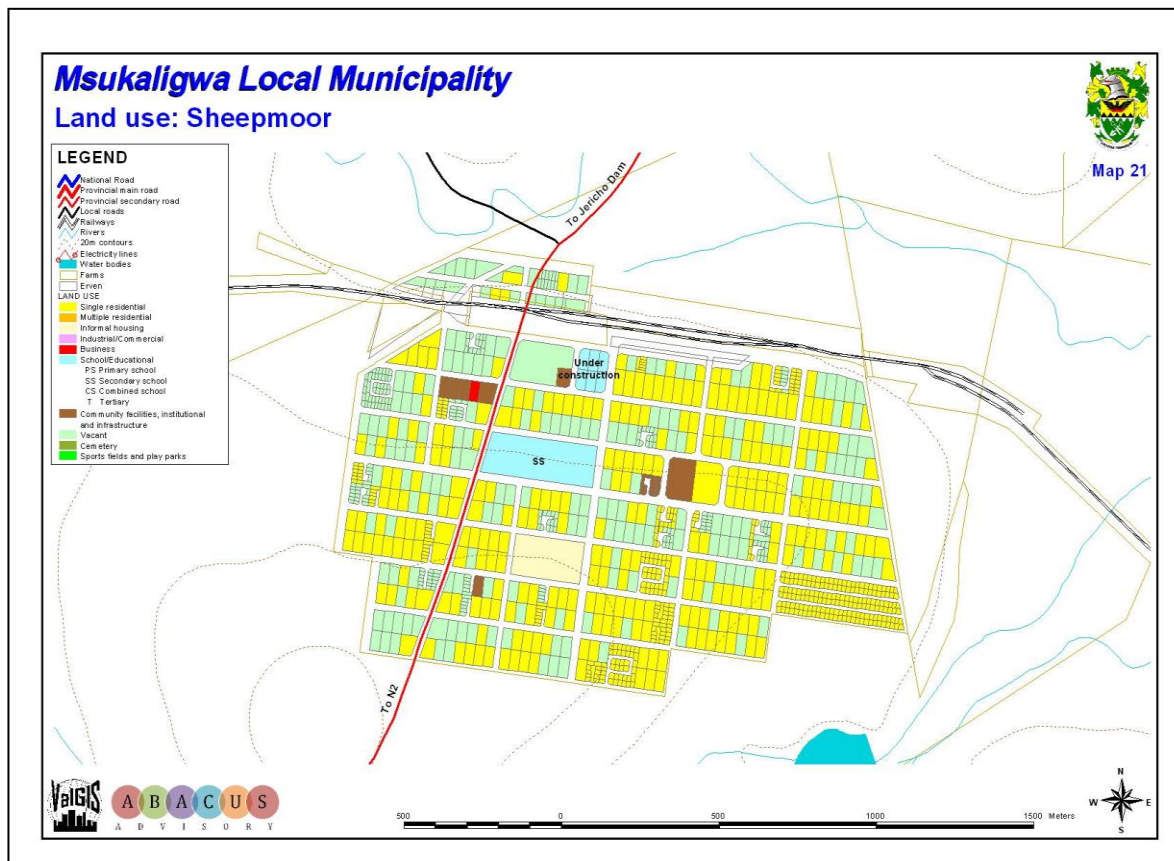 Msukaligwa Local Municipality
Land use: Sheepmoor
Map 21
LEGEND
National Road
Provincial main road
Provincial secondary road
Local roads
Railways
Rivers
20m contours
Electricity lines
Water bodies
Farms
Erven
LAND USE
Single residential
Multiple residential
Informal housing
Industrial/Commercial
Business
School/Educational
PS Primary school
SS Secondary school
CS Combined school
T Tertiary
Community facilities, institutional
and infrastructure
Vacant
Cemetery
Sports fields and play parks
To Jericho Dam
Under
construction
SS
To N2
ValGIS
ABACUS
ADVISORY
500 0 500 1000 1500 Meters
N
W E
S